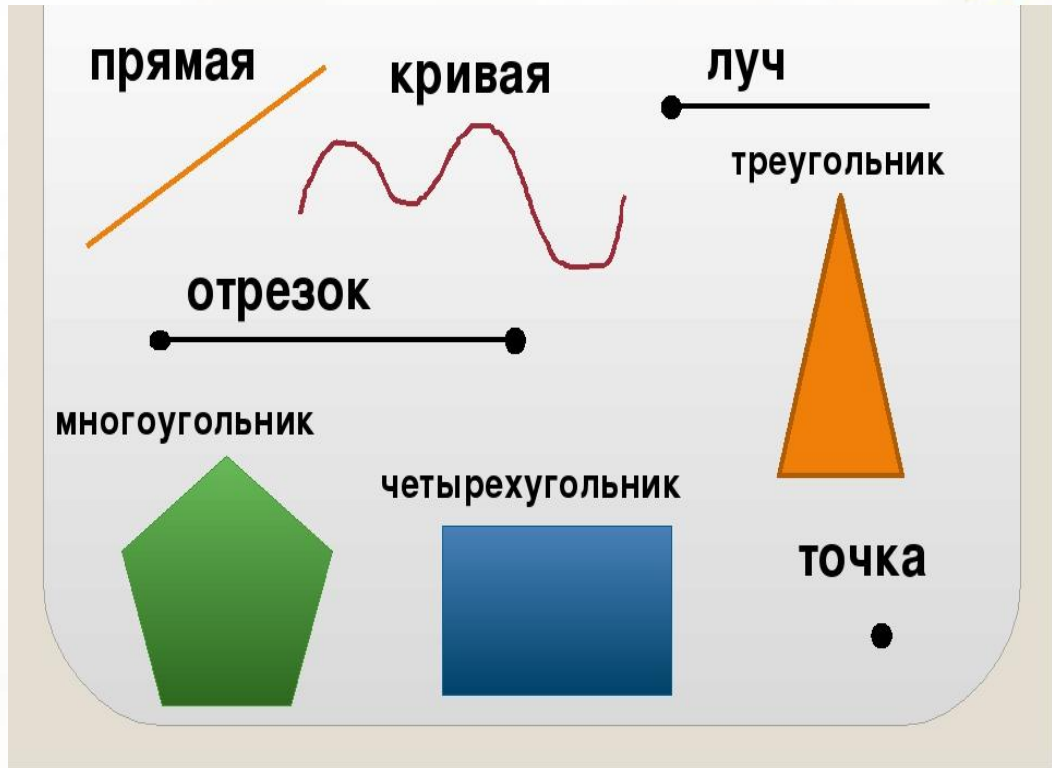 прямая
кривая
луч
треугольник
отрезок
многоугольник
четырехугольник
точка